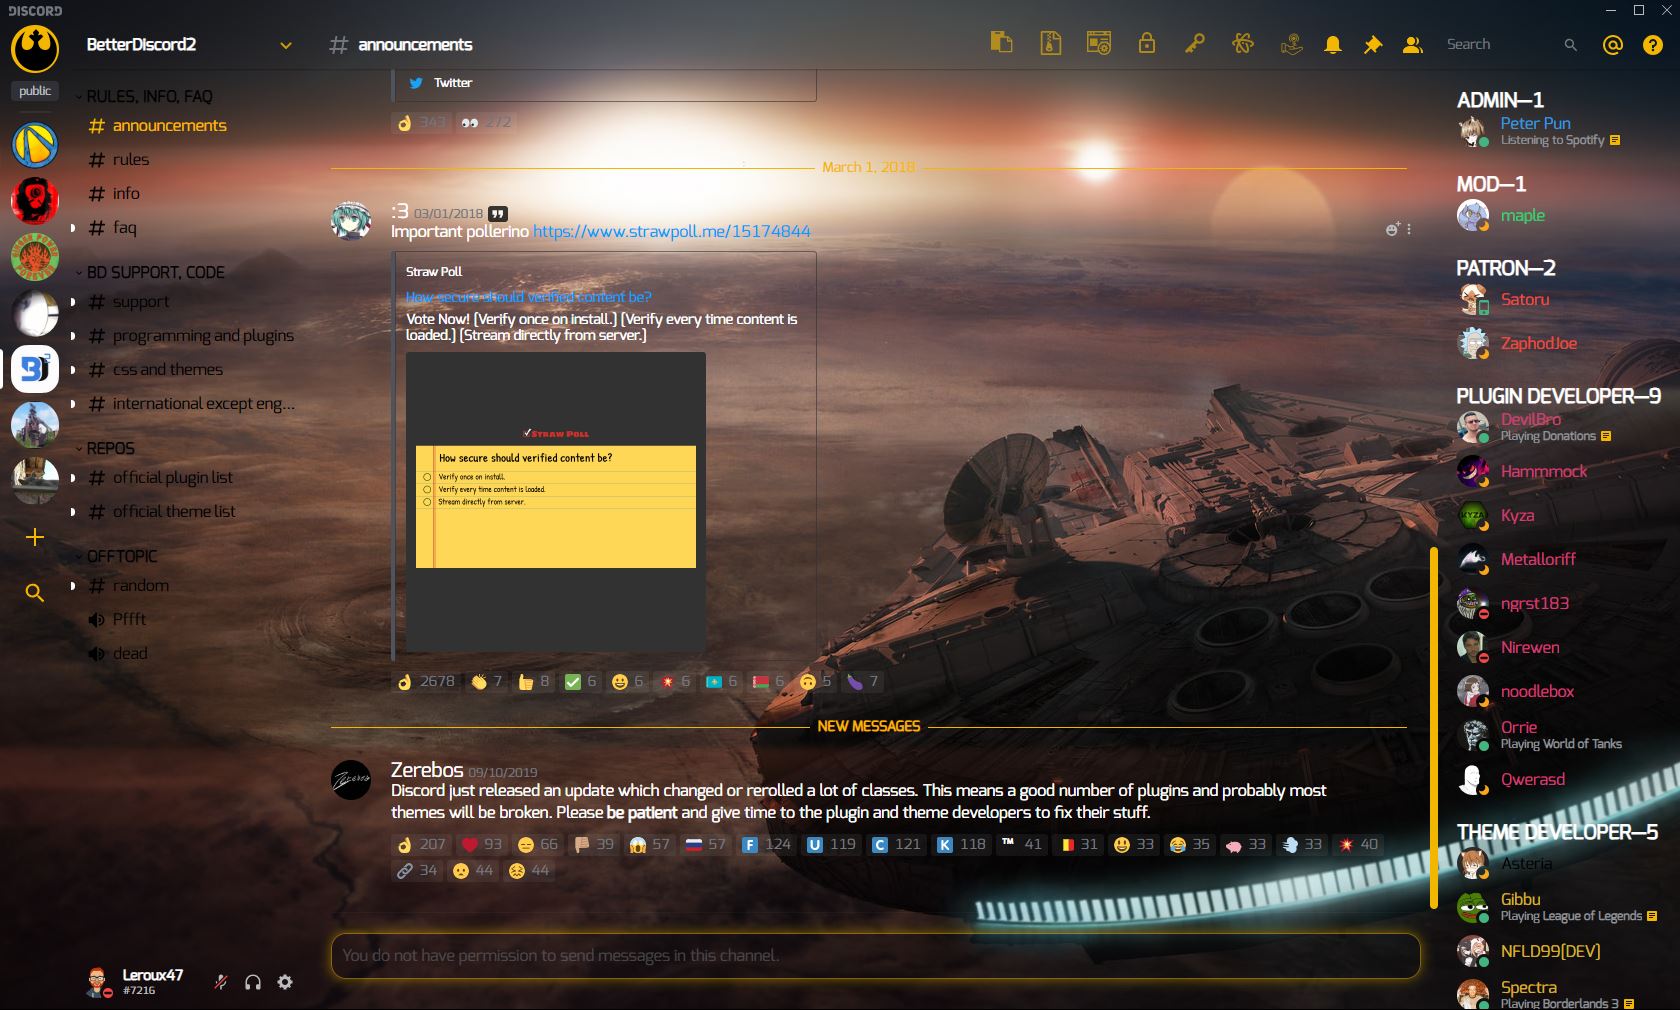 DISCORD
BetterDiscord2
announcements
Search
public
RULES, INFO, FAQ
announcements
rules
info
faq
BD SUPPORT, CODE
support
programming and plugins
css and themes
international except eng...
REPOS
official plugin list
official theme list
OFFTOPIC
random
Pffft
dead
Leroux47
#7216
Twitter
343 272
March 1, 2018
:3 03/01/2018
Important pollerino https://www.strawpoll.me/15174844
Straw Poll
How secure should verified content be?
Vote Now! [Verify once on install.] [Verify every time content is
loaded.] [Stream directly from server.]
STRAW POLL
How secure should verified content be?
Verify once on install.
Verify every time content is loaded.
Stream directly from server.
2678 7 8 6 6 6 6 6 5 7
NEW MESSAGES
Zerebos 09/10/2019
Discord just released an update which changed or rerolled a lot of classes. This means a good number of plugins and probably most
themes will be broken. Please be patient and give time to the plugin and theme developers to fix their stuff.
207 93 66 39 57 57 F 124 U 119 C 121 K 118 ™ 41 31 33 35 33 33 40
34 44 44
You do not have permission to send messages in this channel.
ADMIN—1
Peter Pun
Listening to Spotify
MOD—1
maple
PATRON—2
Satoru
ZaphodJoe
PLUGIN DEVELOPER—9
DevilBro
Playing Donations
Hammmock
KYZA
Kyza
Metalloriff
ngrst183
Nirewen
noodlebox
Orrie
Playing World of Tanks
Qwerasd
THEME DEVELOPER—5
Asteria
Gibbu
Playing League of Legends
NFLD99[DEV]
Spectra
Playing Borderlands 3